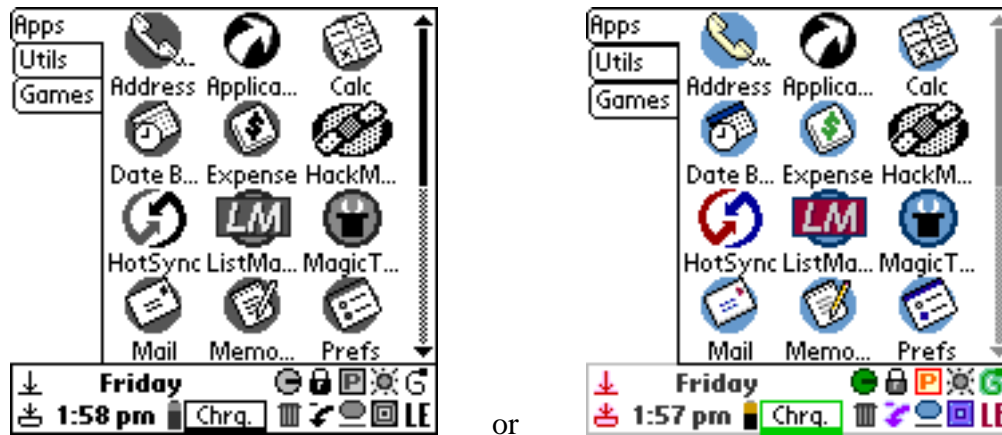 Apps
Utils
Games
Address Applica... Calc
Date B... Expense HackM...
LM
HotSync ListMa... MagicT...
Mail Memo... Prefs
Friday P G
1:58 pm Chrg. LE
or
Apps
Utils
Games
Address Applica... Calc
Date B... Expense HackM...
LM
HotSync ListMa... MagicT...
Mail Memo... Prefs
Friday P G
1:57 pm Chrg. LE